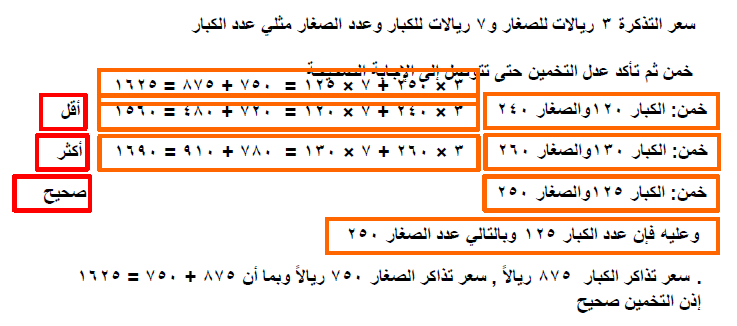 سعر التذكرة ٣ ريالات للصغار و٧ ريالات للكبار وعدد الصغار مثلي عدد الكبار
خمن ثم تأكد عدل التخمين حتى تتوصل إلى الإجابة الصحيحة
٣ × ٢٥٠ + ٧ × ١٢٥ = ٧٥٠ + ٨٧٥ = ١٦٢٥
خمن: الكبار ١٢٠والصغار ٢٤٠ ٣ × ٢٤٠ + ٧ × ١٢٠ = ٧٢٠ + ٤٨٠ = ١٥٦٠ أقل
خمن: الكبار ١٣٠والصغار ٢٦٠ ٣ × ٢٦٠ + ٧ × ١٣٠ = ٧٨٠ + ٩١٠ = ١٦٩٠ أكثر
خمن: الكبار ١٢٥والصغار ٢٥٠ صحيح
وعليه فإن عدد الكبار ١٢٥ وبالتالي عدد الصغار ٢٥٠
. سعر تذاكر الكبار ٨٧٥ ريالاً , سعر تذاكر الصغار ٧٥٠ ريالاً وبما أن ٨٧٥ + ٧٥٠ = ١٦٢٥
إذن التخمين صحيح